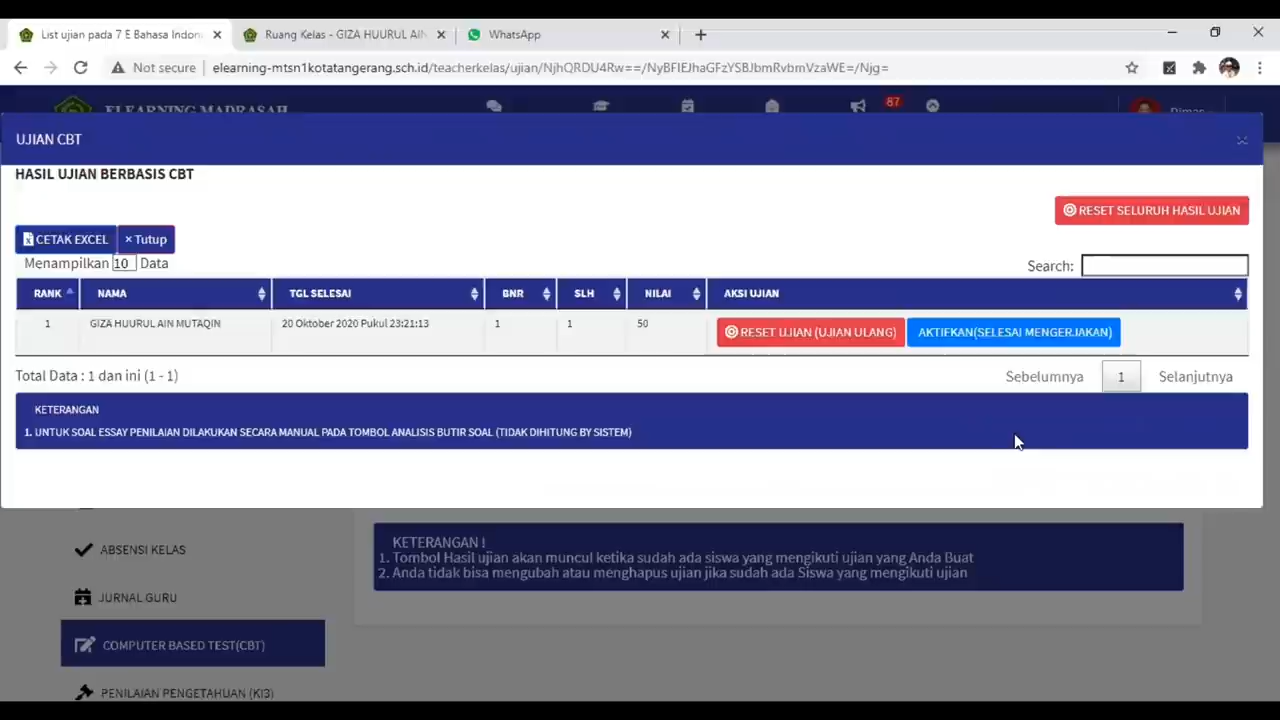 List ujian pada 7 E Bahasa Indon
Ruang Kelas - GIZA HUURUL AIN
WhatsApp
Not secure
elearning-mtsn1kotatangerang.sch.id/teacherkelas/ujian/NjhQRDU4Rw==/NyBFIEJhaGFzYSBJbmRvbmVzaWE=/Njg=
ELEARNING MADRASAH
87
Dimas
UJIAN CBT
HASIL UJIAN BERBASIS CBT
RESET SELURUH HASIL UJIAN
CETAK EXCEL
× Tutup
Menampilkan 10 Data
Search:
RANK NAMA TGL SELESAI BNR SLH NILAI AKSI UJIAN
1 GIZA HUURUL AIN MUTAQIN 20 Oktober 2020 Pukul 23:21:13 1 1 50 RESET UJIAN (UJIAN ULANG) AKTIFKAN(SELESAI MENGERJAKAN)
Total Data : 1 dan ini (1 - 1)
Sebelumnya 1 Selanjutnya
KETERANGAN
1. UNTUK SOAL ESSAY PENILAIAN DILAKUKAN SECARA MANUAL PADA TOMBOL ANALISIS BUTIR SOAL (TIDAK DIHITUNG BY SISTEM)
KETERANGAN !
1. Tombol Hasil ujian akan muncul ketika sudah ada siswa yang mengikuti ujian yang Anda Buat
2. Anda tidak bisa mengubah atau menghapus ujian jika sudah ada Siswa yang mengikuti ujian
ABSENSI KELAS
JURNAL GURU
COMPUTER BASED TEST(CBT)
PENILAIAN PENGETAHUAN (KI3)